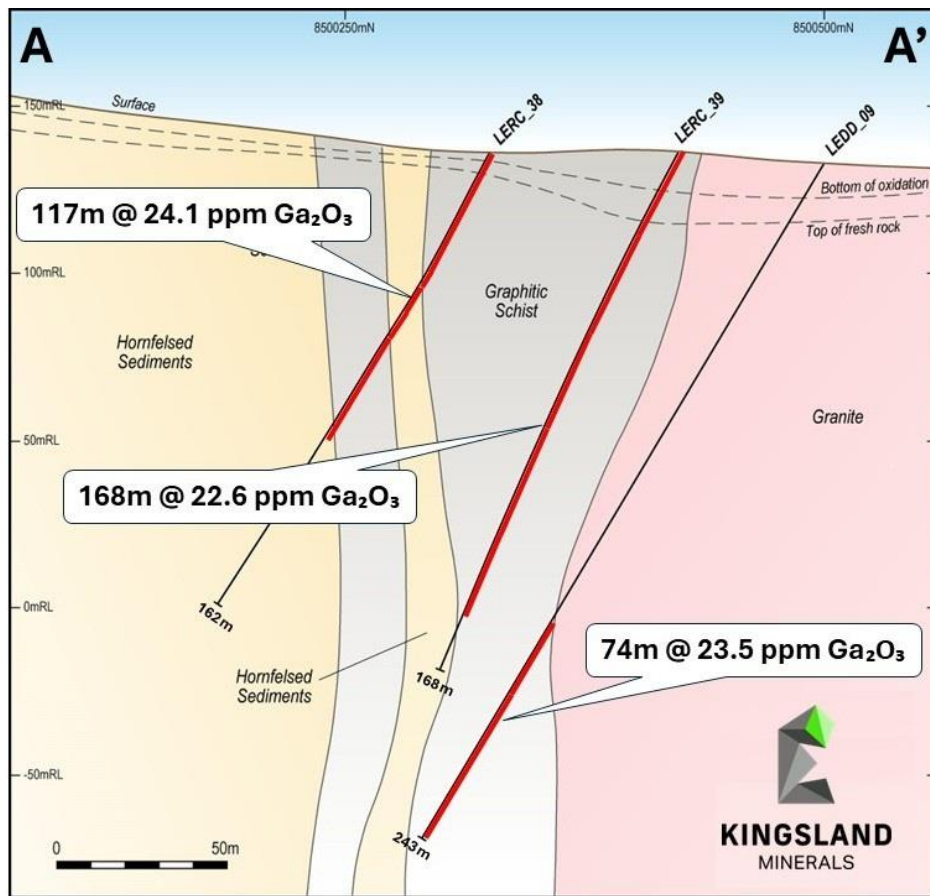 A
8500250mN
8500500mN
A’
150mRL
Surface
LERC_38
LERC_39
LEDD_09
Bottom of oxidation
Top of fresh rock
117m @ 24.1 ppm Ga₂O₃
100mRL
Graphitic
Schist
Hornfelsed
Sediments
Granite
50mRL
168m @ 22.6 ppm Ga₂O₃
0mRL
162m
74m @ 23.5 ppm Ga₂O₃
Hornfelsed
Sediments
168m
-50mRL
243m
0
50m
KINGSLAND
MINERALS